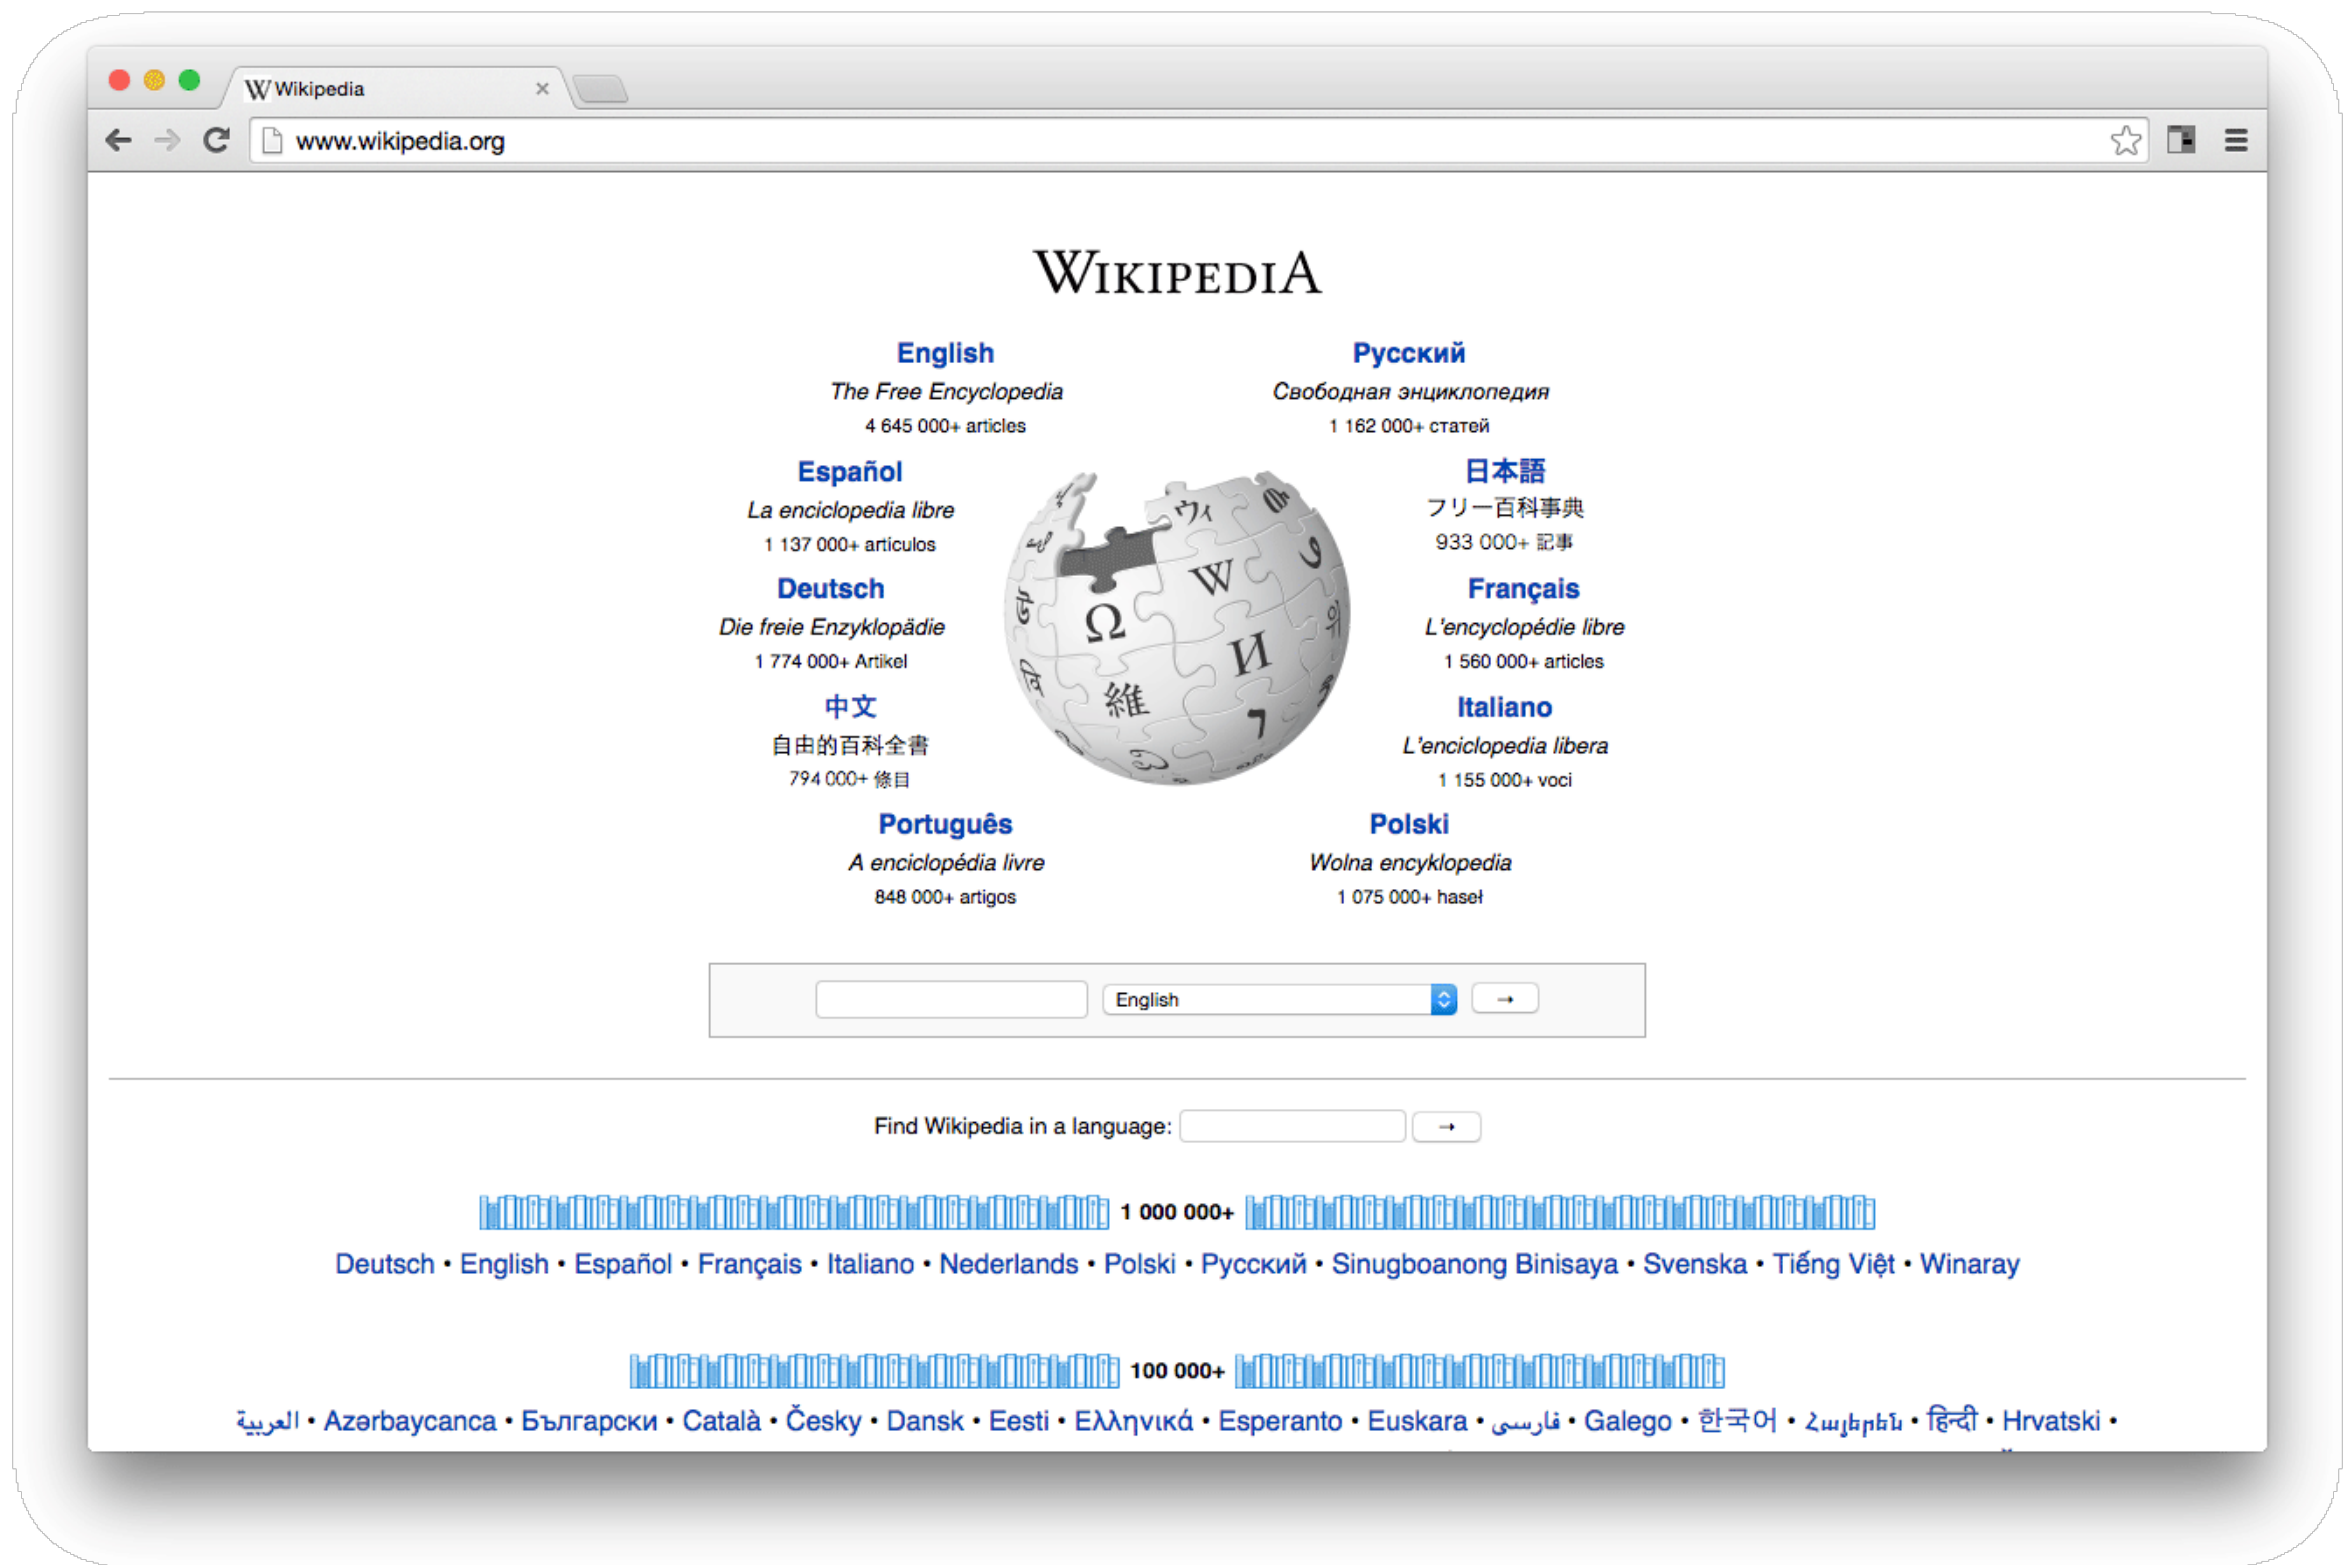 Wikipedia
www.wikipedia.org
WIKIPEDIA
English
The Free Encyclopedia
4 645 000+ articles
Русский
Свободная энциклопедия
1 162 000+ статей
Español
La enciclopedia libre
1 137 000+ articulos
日本語
フリー百科事典
933 000+ 記事
Deutsch
Die freie Enzyklopädie
1 774 000+ Artikel
Français
L'encyclopédie libre
1 560 000+ articles
中文
自由的百科全書
794 000+ 條目
Italiano
L'enciclopedia libera
1 155 000+ voci
Português
A enciclopédia livre
848 000+ artigos
Polski
Wolna encyklopedia
1 075 000+ haseł
ウィ
W
Ω
И
維
English →
Find Wikipedia in a language: →
1 000 000+
Deutsch • English • Español • Français • Italiano • Nederlands • Polski • Русский • Sinugboanong Binisaya • Svenska • Tiếng Việt • Winaray
100 000+
العربية • Azərbaycanca • Български • Català • Česky • Dansk • Eesti • Ελληνικά • Esperanto • Euskara • فارسی • Galego • 한국어 • Հայերեն • हिन्दी • Hrvatski •